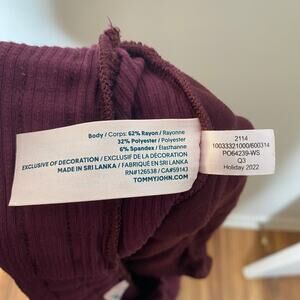 Body / Corps: 62% Rayon / Rayonne
32% Polyester / Polyester
6% Spandex / Élasthanne
EXCLUSIVE OF DECORATION / EXCLUSIF DE LA DÉCORATION
MADE IN SRI LANKA / FABRIQUÉ EN SRI LANKA
RN#126538 / CA#59143
TOMMYJOHN.COM
2114
10033321000/600314
PO64239-WS
Q3
Holiday 2022